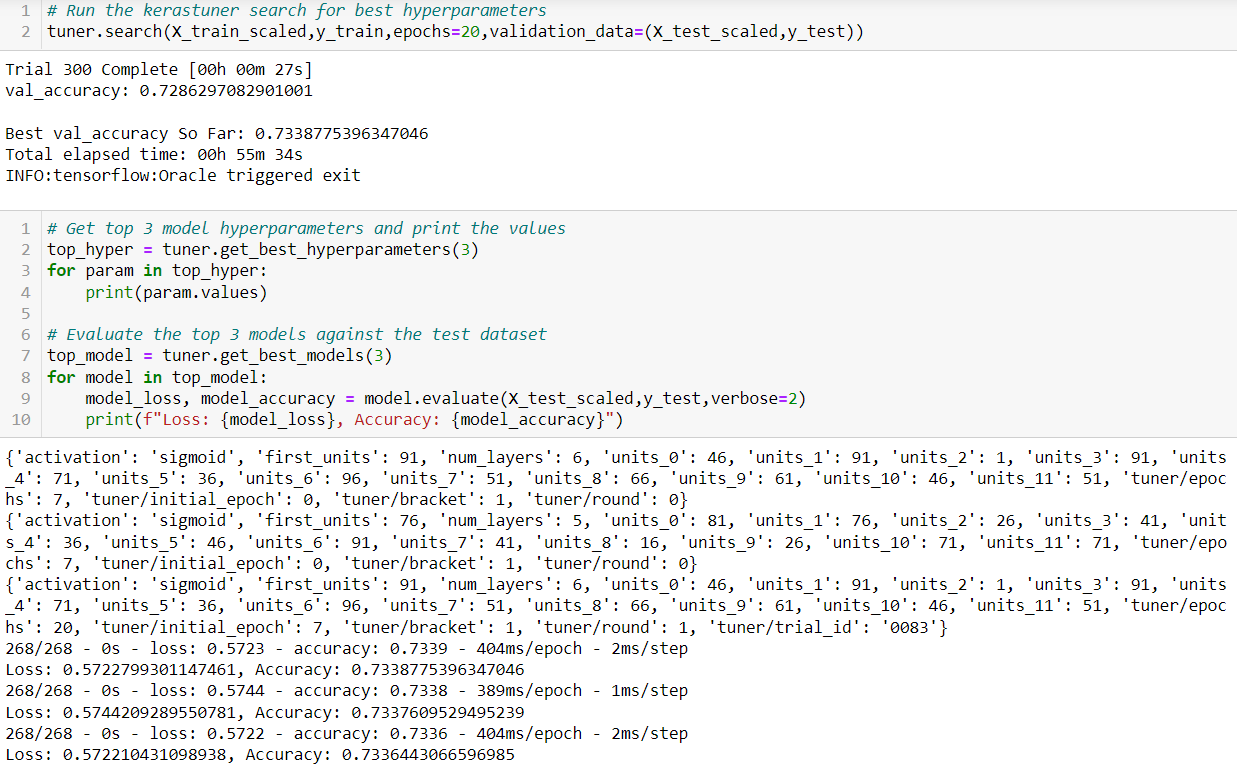 1 # Run the kerastuner search for best hyperparameters
2 tuner.search(X_train_scaled,y_train,epochs=20,validation_data=(X_test_scaled,y_test))
Trial 300 Complete [00h 00m 27s]
val_accuracy: 0.7286297082901001
Best val_accuracy So Far: 0.7338775396347046
Total elapsed time: 00h 55m 34s
INFO:tensorflow:Oracle triggered exit
1 # Get top 3 model hyperparameters and print the values
2 top_hyper = tuner.get_best_hyperparameters(3)
3 for param in top_hyper:
4     print(param.values)
5
6 # Evaluate the top 3 models against the test dataset
7 top_model = tuner.get_best_models(3)
8 for model in top_model:
9     model_loss, model_accuracy = model.evaluate(X_test_scaled,y_test,verbose=2)
10     print(f"Loss: {model_loss}, Accuracy: {model_accuracy}")
{'activation': 'sigmoid', 'first_units': 91, 'num_layers': 6, 'units_0': 46, 'units_1': 91, 'units_2': 1, 'units_3': 91, 'units
_4': 71, 'units_5': 36, 'units_6': 96, 'units_7': 51, 'units_8': 66, 'units_9': 61, 'units_10': 46, 'units_11': 51, 'tuner/epoc
hs': 7, 'tuner/initial_epoch': 0, 'tuner/bracket': 1, 'tuner/round': 0}
{'activation': 'sigmoid', 'first_units': 76, 'num_layers': 5, 'units_0': 81, 'units_1': 76, 'units_2': 26, 'units_3': 41, 'unit
s_4': 36, 'units_5': 46, 'units_6': 91, 'units_7': 41, 'units_8': 16, 'units_9': 26, 'units_10': 71, 'units_11': 71, 'tuner/epo
chs': 7, 'tuner/initial_epoch': 0, 'tuner/bracket': 1, 'tuner/round': 0}
{'activation': 'sigmoid', 'first_units': 91, 'num_layers': 6, 'units_0': 46, 'units_1': 91, 'units_2': 1, 'units_3': 91, 'units
_4': 71, 'units_5': 36, 'units_6': 96, 'units_7': 51, 'units_8': 66, 'units_9': 61, 'units_10': 46, 'units_11': 51, 'tuner/epoc
hs': 20, 'tuner/initial_epoch': 7, 'tuner/bracket': 1, 'tuner/round': 1, 'tuner/trial_id': '0083'}
268/268 - 0s - loss: 0.5723 - accuracy: 0.7339 - 404ms/epoch - 2ms/step
Loss: 0.5722799301147461, Accuracy: 0.7338775396347046
268/268 - 0s - loss: 0.5744 - accuracy: 0.7338 - 389ms/epoch - 1ms/step
Loss: 0.5744209289550781, Accuracy: 0.7337609529495239
268/268 - 0s - loss: 0.5722 - accuracy: 0.7336 - 404ms/epoch - 2ms/step
Loss: 0.572210431098938, Accuracy: 0.7336443066596985